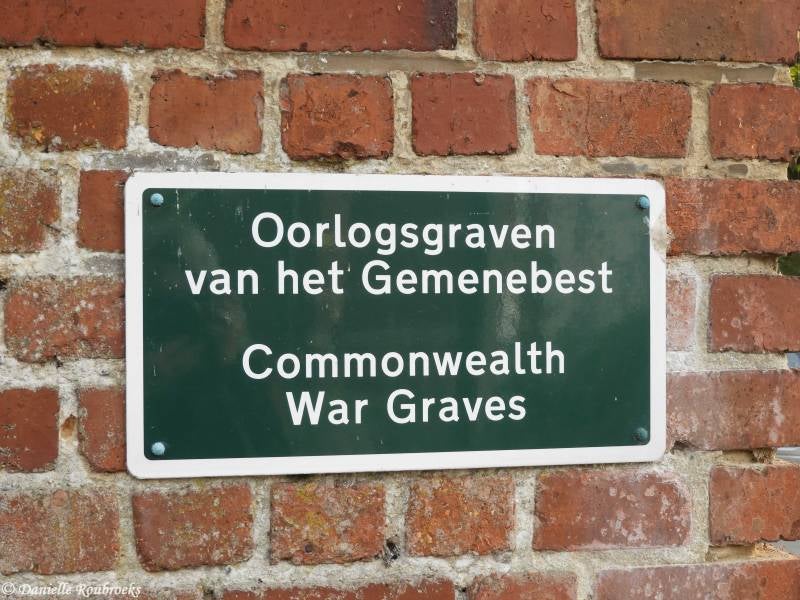 Oorlogsgraven
van het Gemenebest
Commonwealth
War Graves
© Danielle Roubroeks